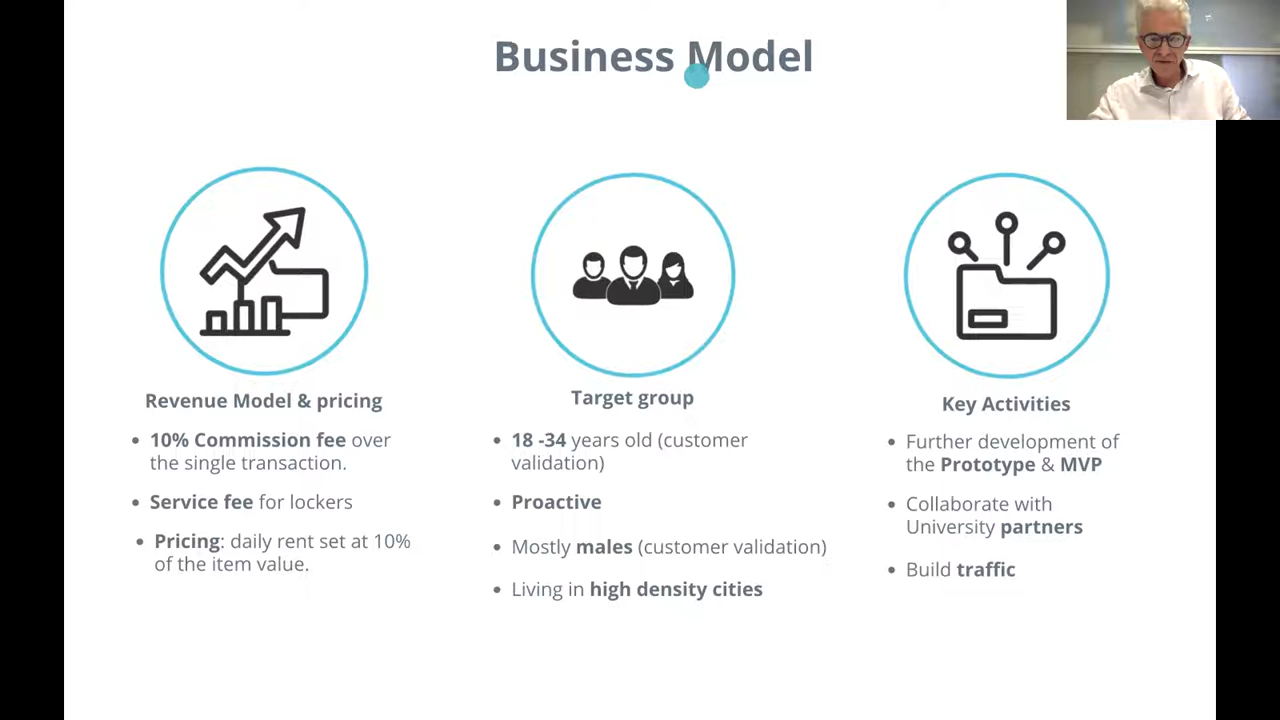 Business Model
Revenue Model & pricing
• 10% Commission fee over
the single transaction.
• Service fee for lockers
• Pricing: daily rent set at 10%
of the item value.
Target group
• 18 -34 years old (customer
validation)
• Proactive
• Mostly males (customer validation)
• Living in high density cities
Key Activities
• Further development of
the Prototype & MVP
• Collaborate with
University partners
• Build traffic